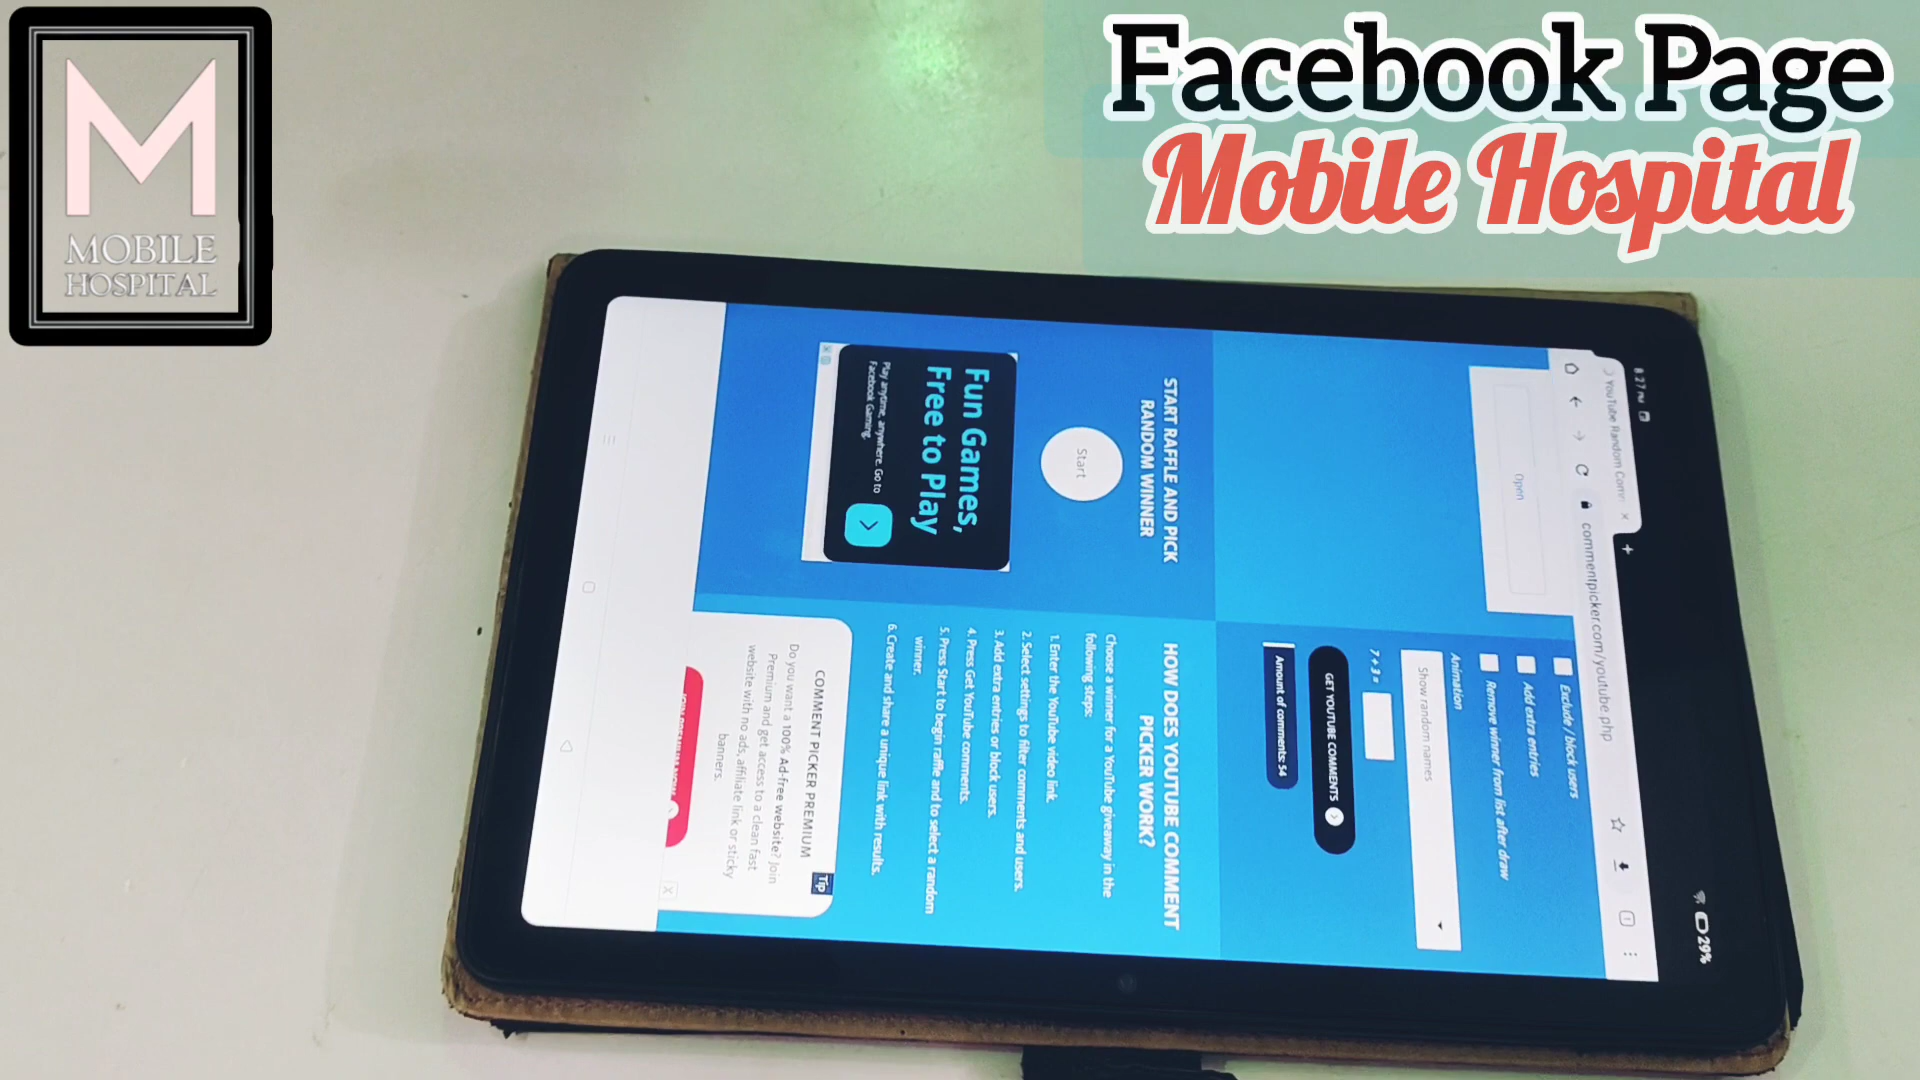 M
MOBILE
HOSPITAL
Facebook Page
Mobile Hospital
8:27 PM
29%
YouTube Random Comm
commentpicker.com/youtube.php
Open
Exclude / block users
Add extra entries
Remove winner from list after draw
Animation
Show random names
7 + 3 =
GET YOUTUBE COMMENTS
Amount of comments: 54
START RAFFLE AND PICK
RANDOM WINNER
Start
Fun Games,
Free to Play
Play anytime, anywhere. Go to
Facebook Gaming.
HOW DOES YOUTUBE COMMENT
PICKER WORK?
Choose a winner for a YouTube giveaway in the
following steps:
1. Enter the YouTube video link.
2. Select settings to filter comments and users.
3. Add extra entries or block users.
4. Press Get YouTube comments.
5. Press Start to begin raffle and to select a random
winner.
6. Create and share a unique link with results.
Tip
COMMENT PICKER PREMIUM
Do you want a 100% Ad-free website? Join
Premium and get access to a clean fast
website with no ads, affiliate link or sticky
banners.